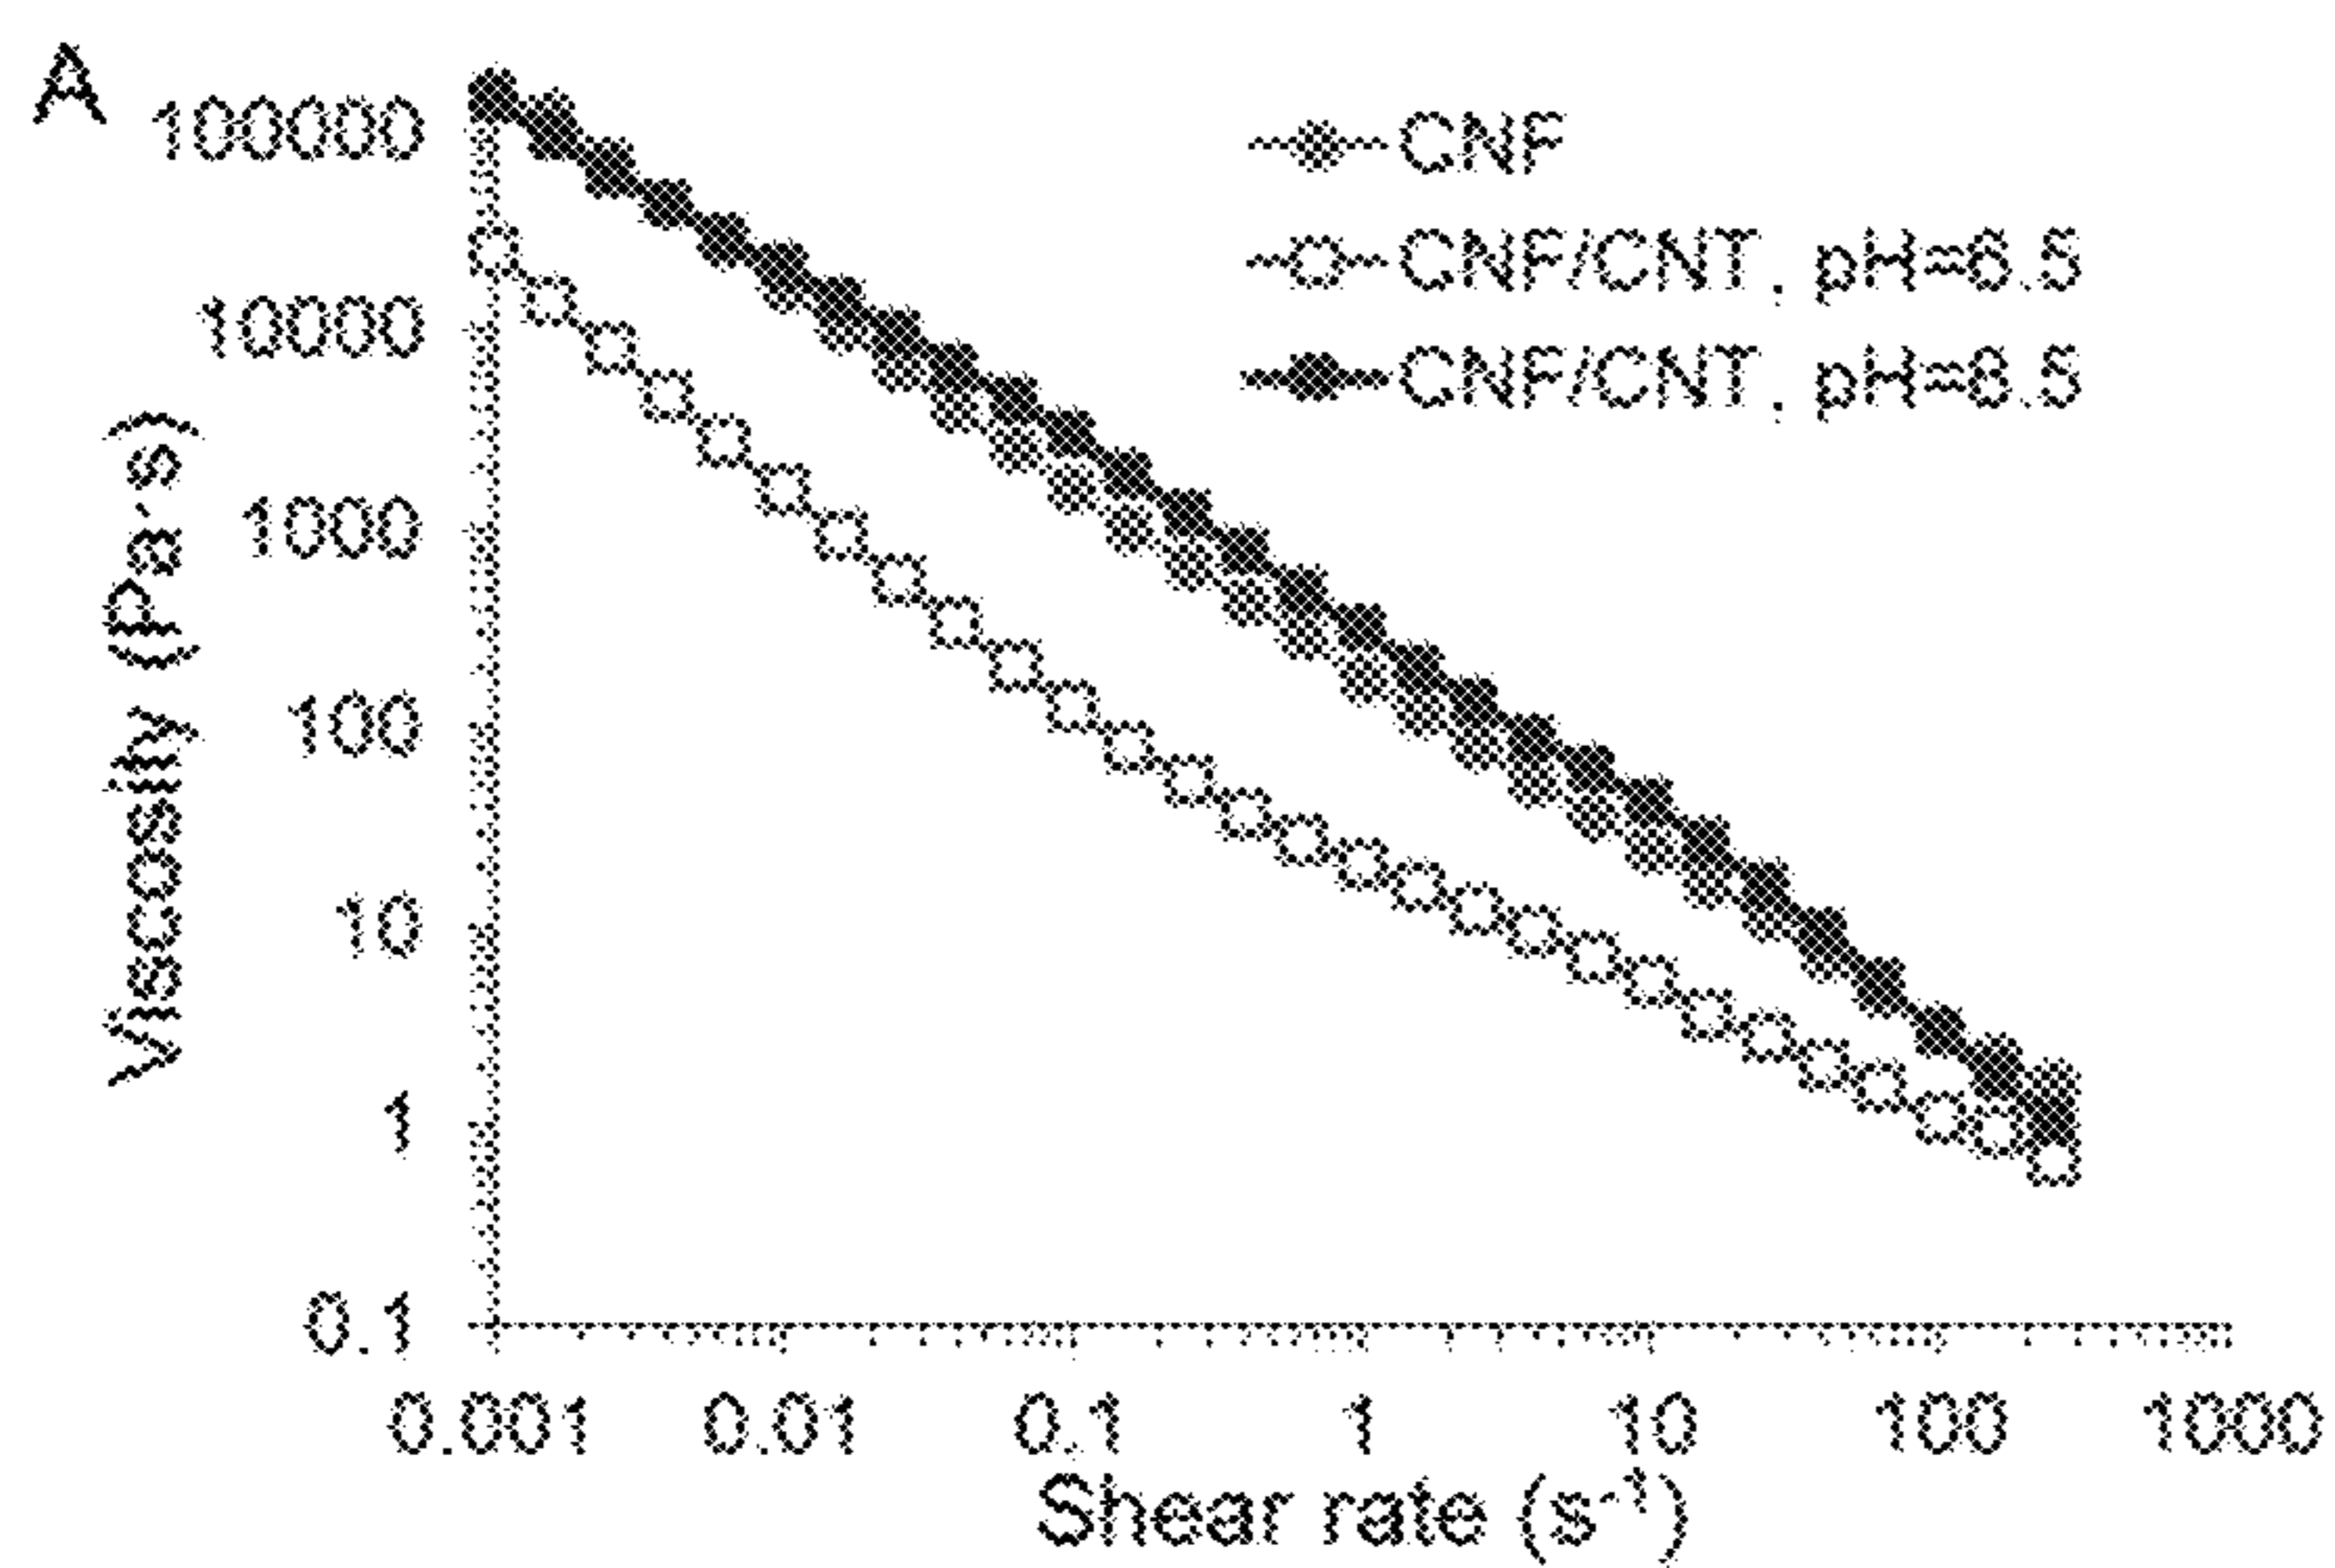 A
100000
10000
1000
100
10
1
0.1
Viscosity (Pa·s)
CNF
CNF/CNT, pH=6.5
CNF/CNT, pH=8.5
0.001 0.01 0.1 1 10 100 1000
Shear rate (s⁻¹)